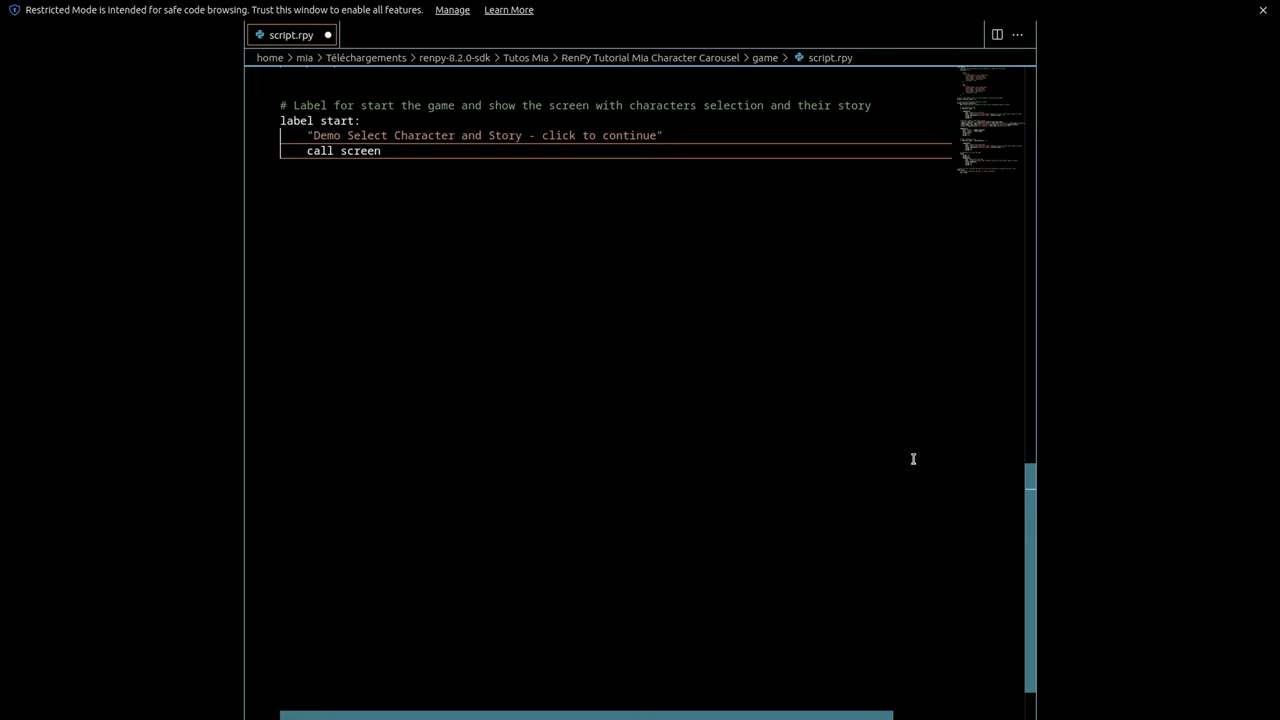 Restricted Mode is intended for safe code browsing. Trust this window to enable all features. Manage Learn More
script.rpy
home > mia > Téléchargements > renpy-8.2.0-sdk > Tutos Mia > RenPy Tutorial Mia Character Carousel > game > script.rpy
# Label for start the game and show the screen with characters selection and their story
label start:
"Demo Select Character and Story - click to continue"
call screen